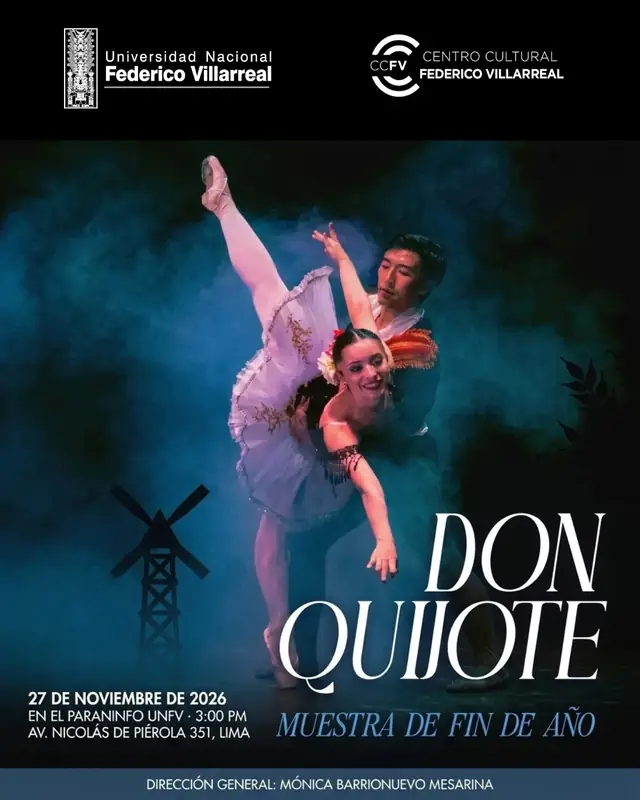 Universidad Nacional
Federico Villarreal
CCFV
CENTRO CULTURAL
FEDERICO VILLARREAL
DON
QUIJOTE
27 DE NOVIEMBRE DE 2026
EN EL PARANINFO UNFV · 3:00 PM
AV. NICOLÁS DE PIÉROLA 351, LIMA
MUESTRA DE FIN DE AÑO
DIRECCIÓN GENERAL: MÓNICA BARRIONUEVO MESARINA